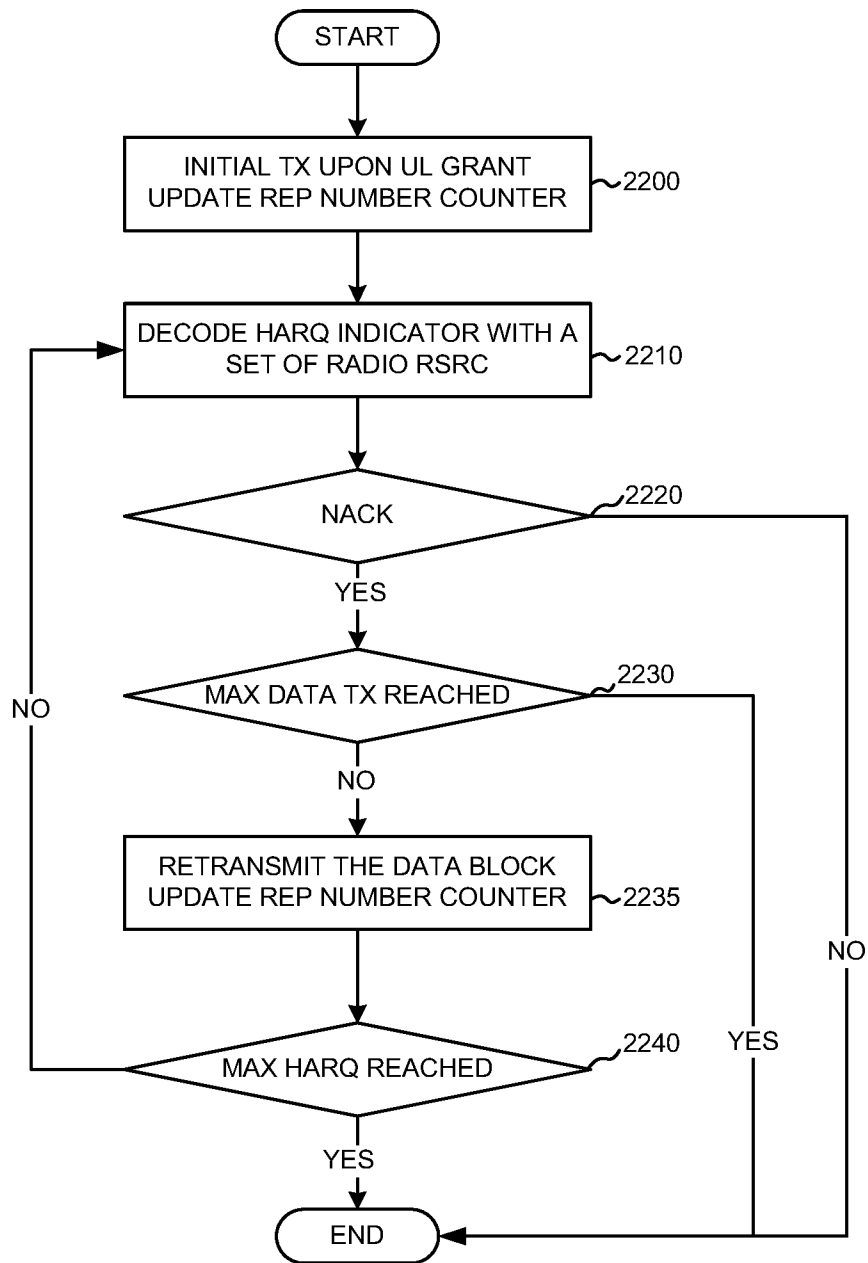 START
INITIAL TX UPON UL GRANT
UPDATE REP NUMBER COUNTER
2200
DECODE HARQ INDICATOR WITH A
SET OF RADIO RSRC
2210
NACK
2220
YES
MAX DATA TX REACHED
2230
NO
NO
RETRANSMIT THE DATA BLOCK
UPDATE REP NUMBER COUNTER
2235
NO
MAX HARQ REACHED
2240
YES
YES
END